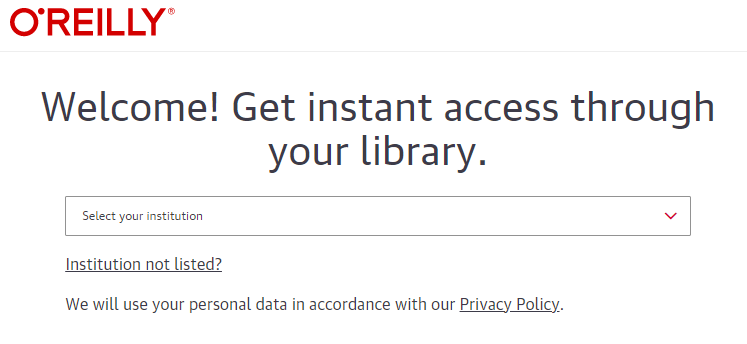 O'REILLY®
Welcome! Get instant access through
your library.
Select your institution
Institution not listed?
We will use your personal data in accordance with our Privacy Policy.